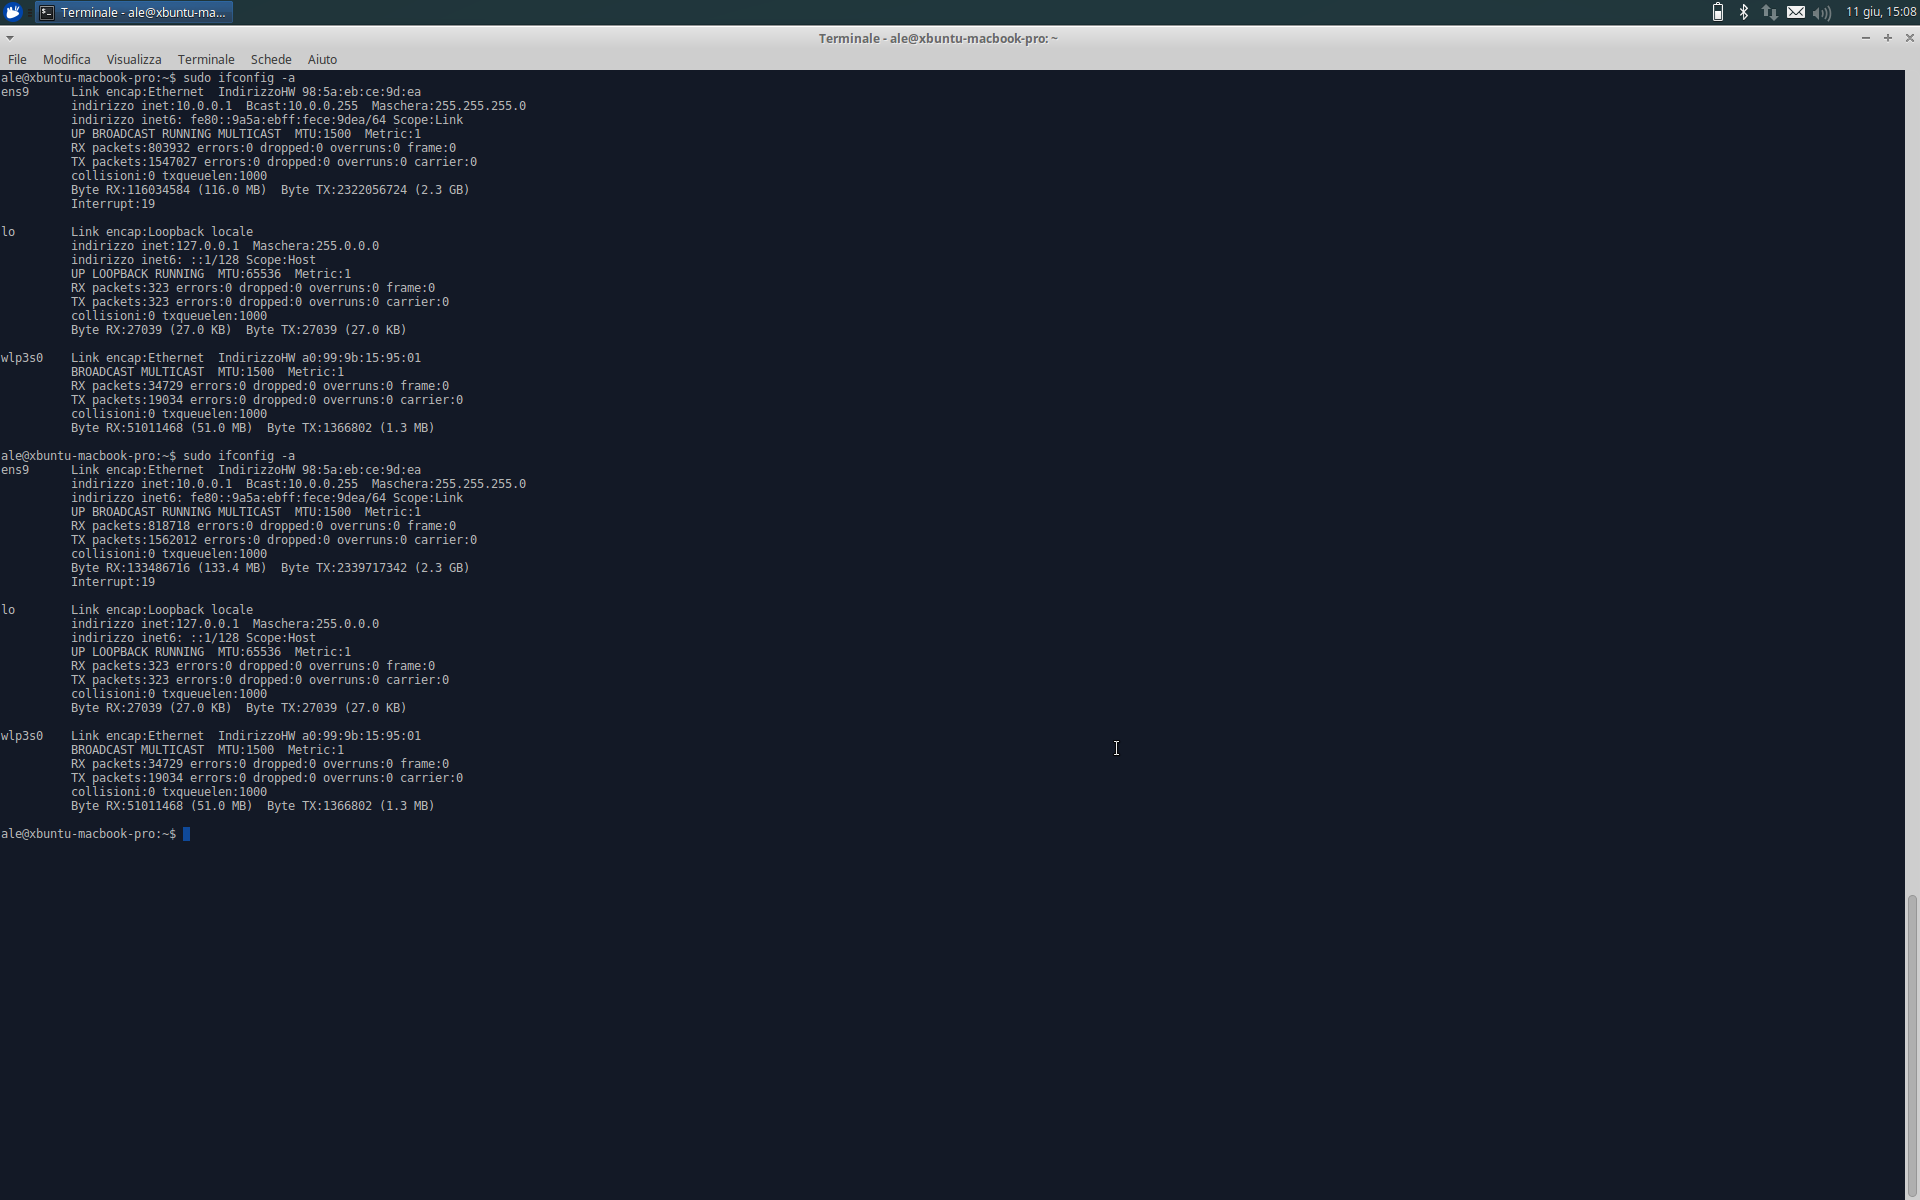 Terminale - ale@xbuntu-ma...
11 giu, 15:08
Terminale - ale@xbuntu-macbook-pro: ~
File Modifica Visualizza Terminale Schede Aiuto
ale@xbuntu-macbook-pro:~$ sudo ifconfig -a
ens9      Link encap:Ethernet  IndirizzoHW 98:5a:eb:ce:9d:ea
          indirizzo inet:10.0.0.1  Bcast:10.0.0.255  Maschera:255.255.255.0
          indirizzo inet6: fe80::9a5a:ebff:fece:9dea/64 Scope:Link
          UP BROADCAST RUNNING MULTICAST  MTU:1500  Metric:1
          RX packets:803932 errors:0 dropped:0 overruns:0 frame:0
          TX packets:1547027 errors:0 dropped:0 overruns:0 carrier:0
          collisioni:0 txqueuelen:1000
          Byte RX:116034584 (116.0 MB)  Byte TX:2322056724 (2.3 GB)
          Interrupt:19
lo        Link encap:Loopback locale
          indirizzo inet:127.0.0.1  Maschera:255.0.0.0
          indirizzo inet6: ::1/128 Scope:Host
          UP LOOPBACK RUNNING  MTU:65536  Metric:1
          RX packets:323 errors:0 dropped:0 overruns:0 frame:0
          TX packets:323 errors:0 dropped:0 overruns:0 carrier:0
          collisioni:0 txqueuelen:1000
          Byte RX:27039 (27.0 KB)  Byte TX:27039 (27.0 KB)
wlp3s0    Link encap:Ethernet  IndirizzoHW a0:99:9b:15:95:01
          BROADCAST MULTICAST  MTU:1500  Metric:1
          RX packets:34729 errors:0 dropped:0 overruns:0 frame:0
          TX packets:19034 errors:0 dropped:0 overruns:0 carrier:0
          collisioni:0 txqueuelen:1000
          Byte RX:51011468 (51.0 MB)  Byte TX:1366802 (1.3 MB)
ale@xbuntu-macbook-pro:~$ sudo ifconfig -a
ens9      Link encap:Ethernet  IndirizzoHW 98:5a:eb:ce:9d:ea
          indirizzo inet:10.0.0.1  Bcast:10.0.0.255  Maschera:255.255.255.0
          indirizzo inet6: fe80::9a5a:ebff:fece:9dea/64 Scope:Link
          UP BROADCAST RUNNING MULTICAST  MTU:1500  Metric:1
          RX packets:818718 errors:0 dropped:0 overruns:0 frame:0
          TX packets:1562012 errors:0 dropped:0 overruns:0 carrier:0
          collisioni:0 txqueuelen:1000
          Byte RX:133486716 (133.4 MB)  Byte TX:2339717342 (2.3 GB)
          Interrupt:19
lo        Link encap:Loopback locale
          indirizzo inet:127.0.0.1  Maschera:255.0.0.0
          indirizzo inet6: ::1/128 Scope:Host
          UP LOOPBACK RUNNING  MTU:65536  Metric:1
          RX packets:323 errors:0 dropped:0 overruns:0 frame:0
          TX packets:323 errors:0 dropped:0 overruns:0 carrier:0
          collisioni:0 txqueuelen:1000
          Byte RX:27039 (27.0 KB)  Byte TX:27039 (27.0 KB)
wlp3s0    Link encap:Ethernet  IndirizzoHW a0:99:9b:15:95:01
          BROADCAST MULTICAST  MTU:1500  Metric:1
          RX packets:34729 errors:0 dropped:0 overruns:0 frame:0
          TX packets:19034 errors:0 dropped:0 overruns:0 carrier:0
          collisioni:0 txqueuelen:1000
          Byte RX:51011468 (51.0 MB)  Byte TX:1366802 (1.3 MB)
ale@xbuntu-macbook-pro:~$